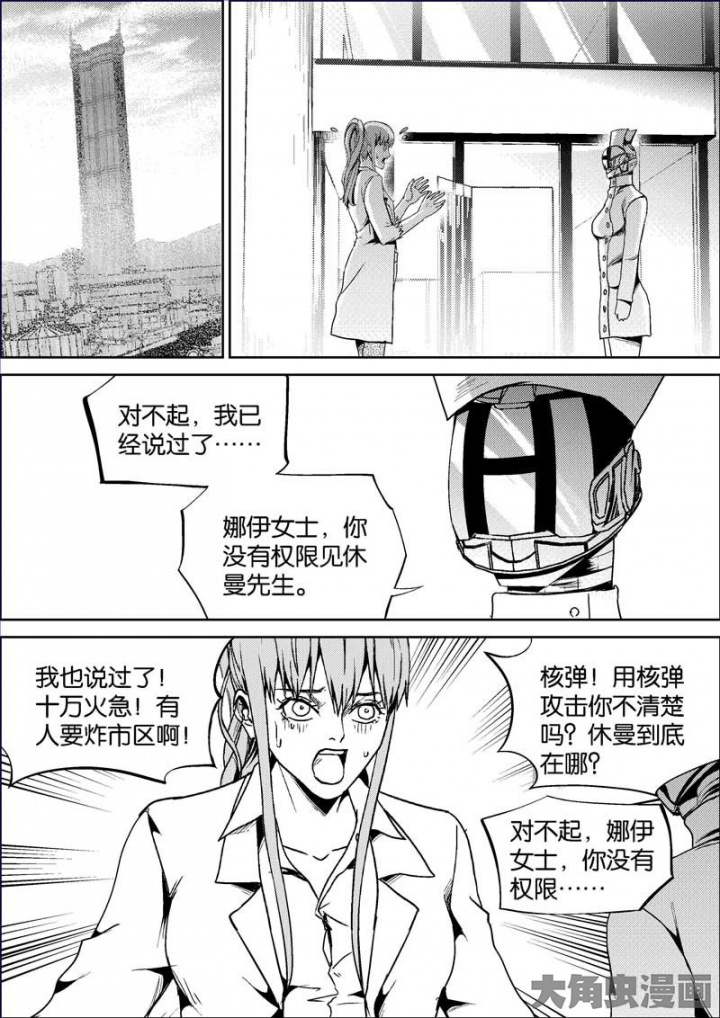 对不起，我已
经说过了……
娜伊女士，你
没有权限见休
曼先生。
我也说过了！
十万火急！有
人要炸市区啊！
核弹！用核弹
攻击你不清楚
吗？休曼到底
在哪？
对不起，娜伊
女士，你没有
权限……
大角虫漫画